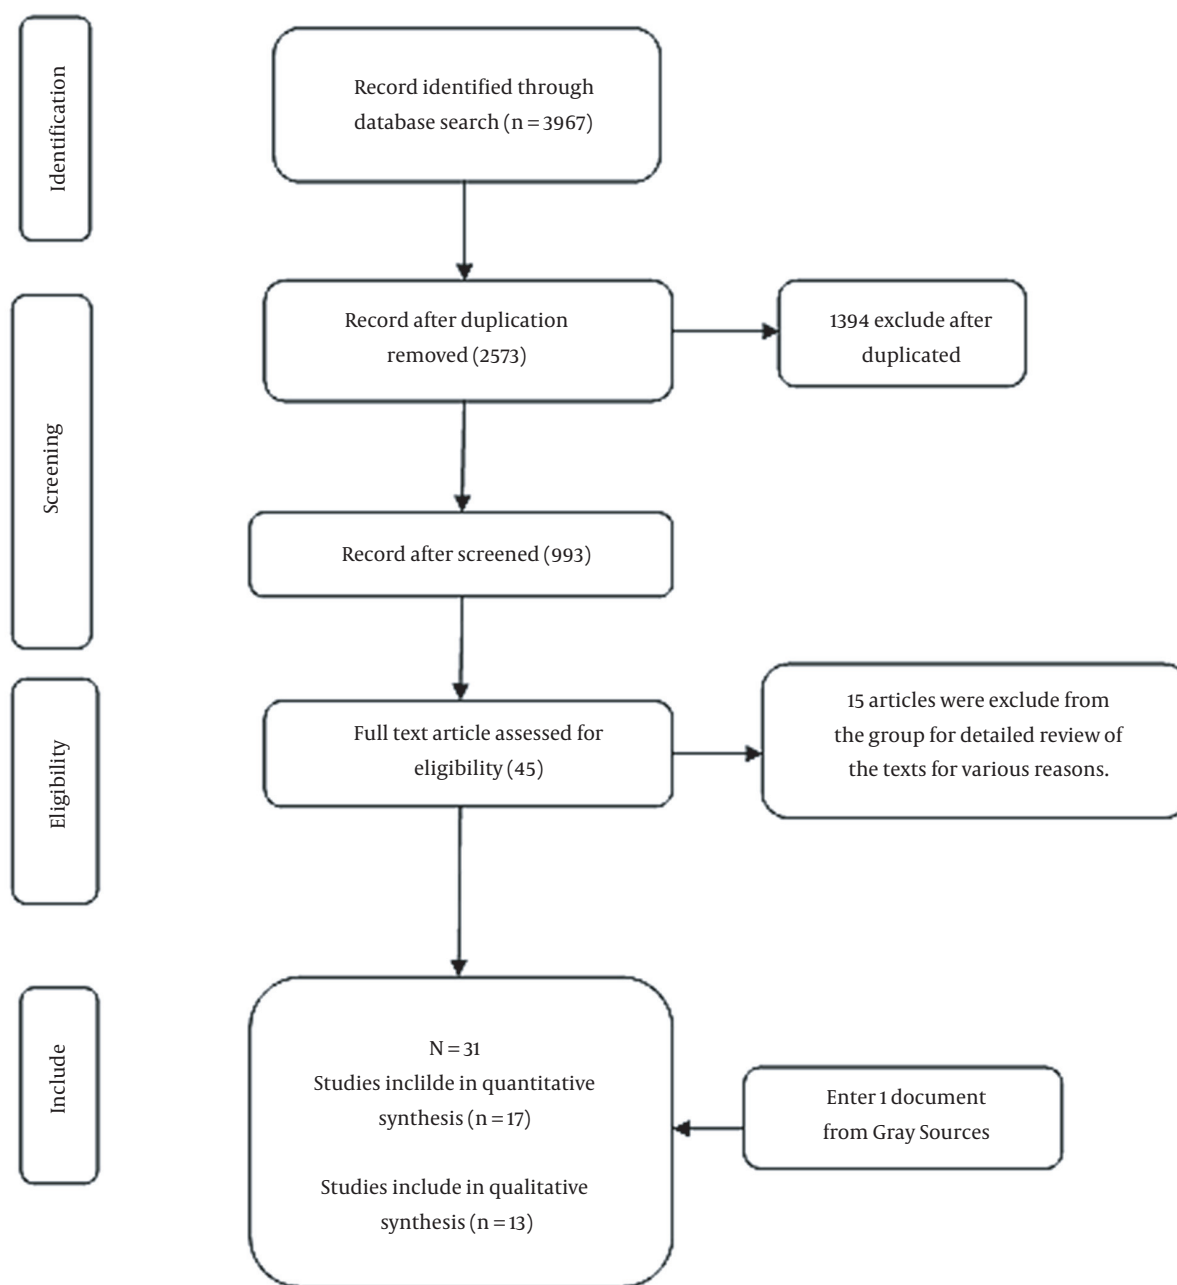 Identification
Record identified through
database search (n = 3967)
Screening
Record after duplication
removed (2573)
1394 exclude after
duplicated
Record after screened (993)
Eligibility
Full text article assessed for
eligibility (45)
15 articles were exclude from
the group for detailed review of
the texts for various reasons.
Include
N = 31
Studies inclilde in quantitative
synthesis (n = 17)
Studies include in qualitative
synthesis (n = 13)
Enter 1 document
from Gray Sources